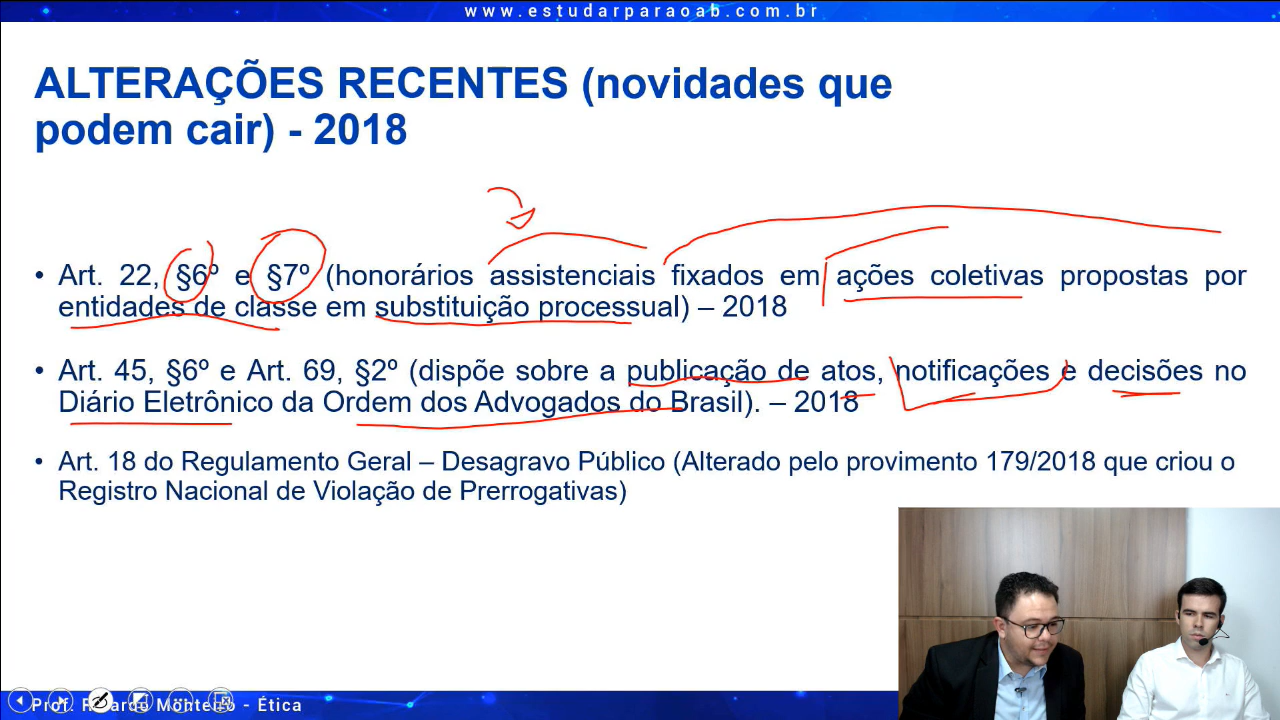 www.estudarparaoab.com.br
ALTERAÇÕES RECENTES (novidades que
podem cair) - 2018
• Art. 22, §6º e §7º (honorários assistenciais fixados em ações coletivas propostas por
entidades de classe em substituição processual) – 2018
• Art. 45, §6º e Art. 69, §2º (dispõe sobre a publicação de atos, notificações e decisões no
Diário Eletrônico da Ordem dos Advogados do Brasil). – 2018
• Art. 18 do Regulamento Geral – Desagravo Público (Alterado pelo provimento 179/2018 que criou o
Registro Nacional de Violação de Prerrogativas)
Prof. Ricardo Monteiro - Ética